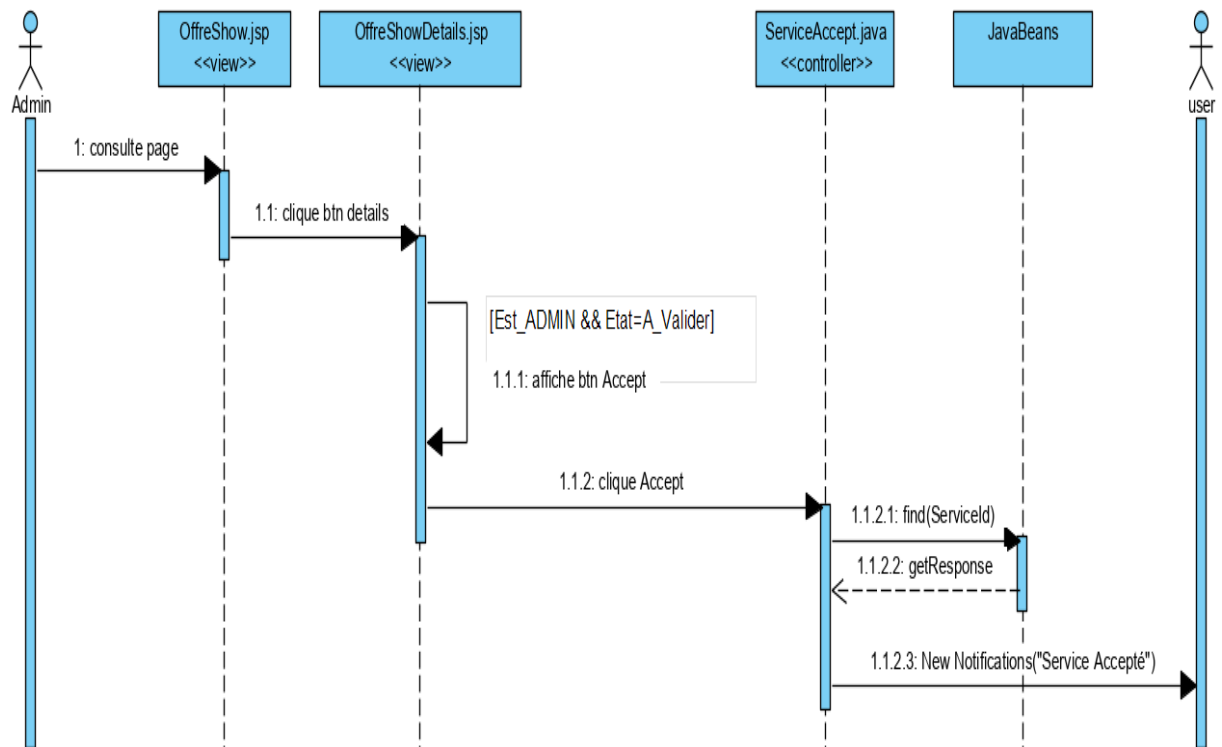 OffreShow.jsp
<<view>>
OffreShowDetails.jsp
<<view>>
ServiceAccept.java
<<controller>>
JavaBeans
Admin
user
1: consulte page
1.1: clique btn details
[Est_ADMIN && Etat=A_Valider]
1.1.1: affiche btn Accept
1.1.2: clique Accept
1.1.2.1: find(ServiceId)
1.1.2.2: getResponse
1.1.2.3: New Notifications("Service Accepté")